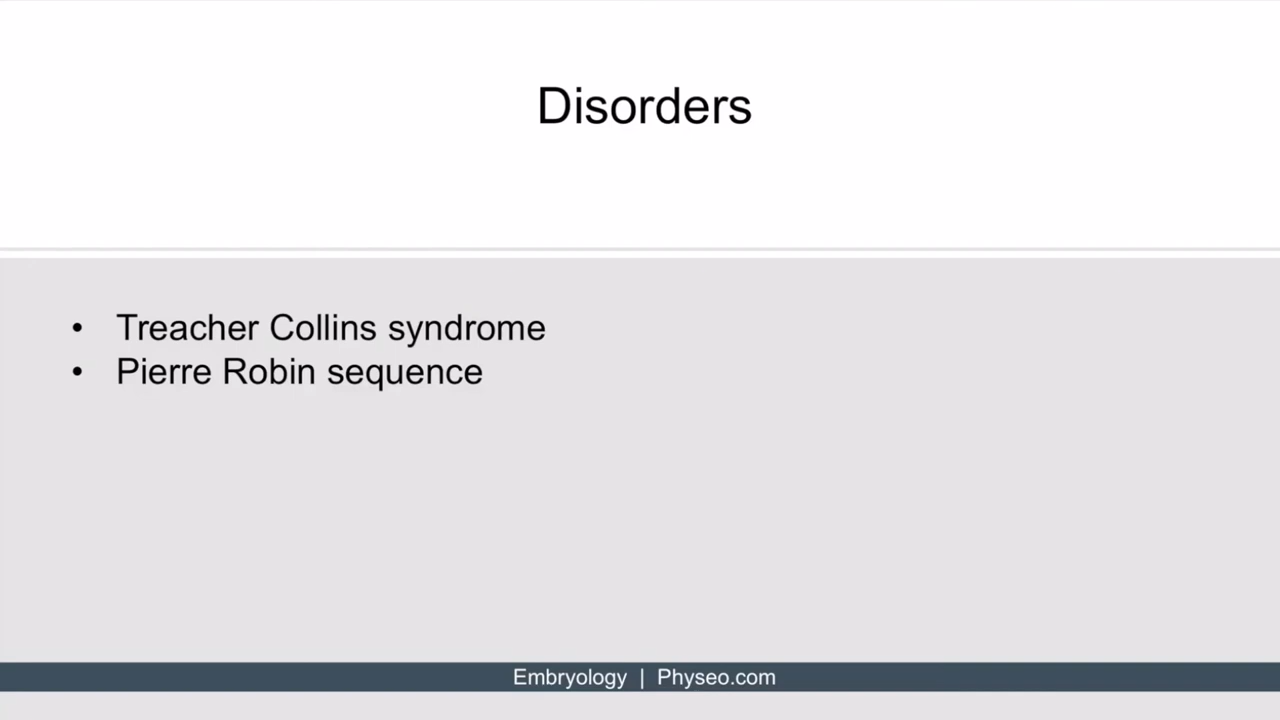 Disorders
• Treacher Collins syndrome
• Pierre Robin sequence
Embryology | Physeo.com